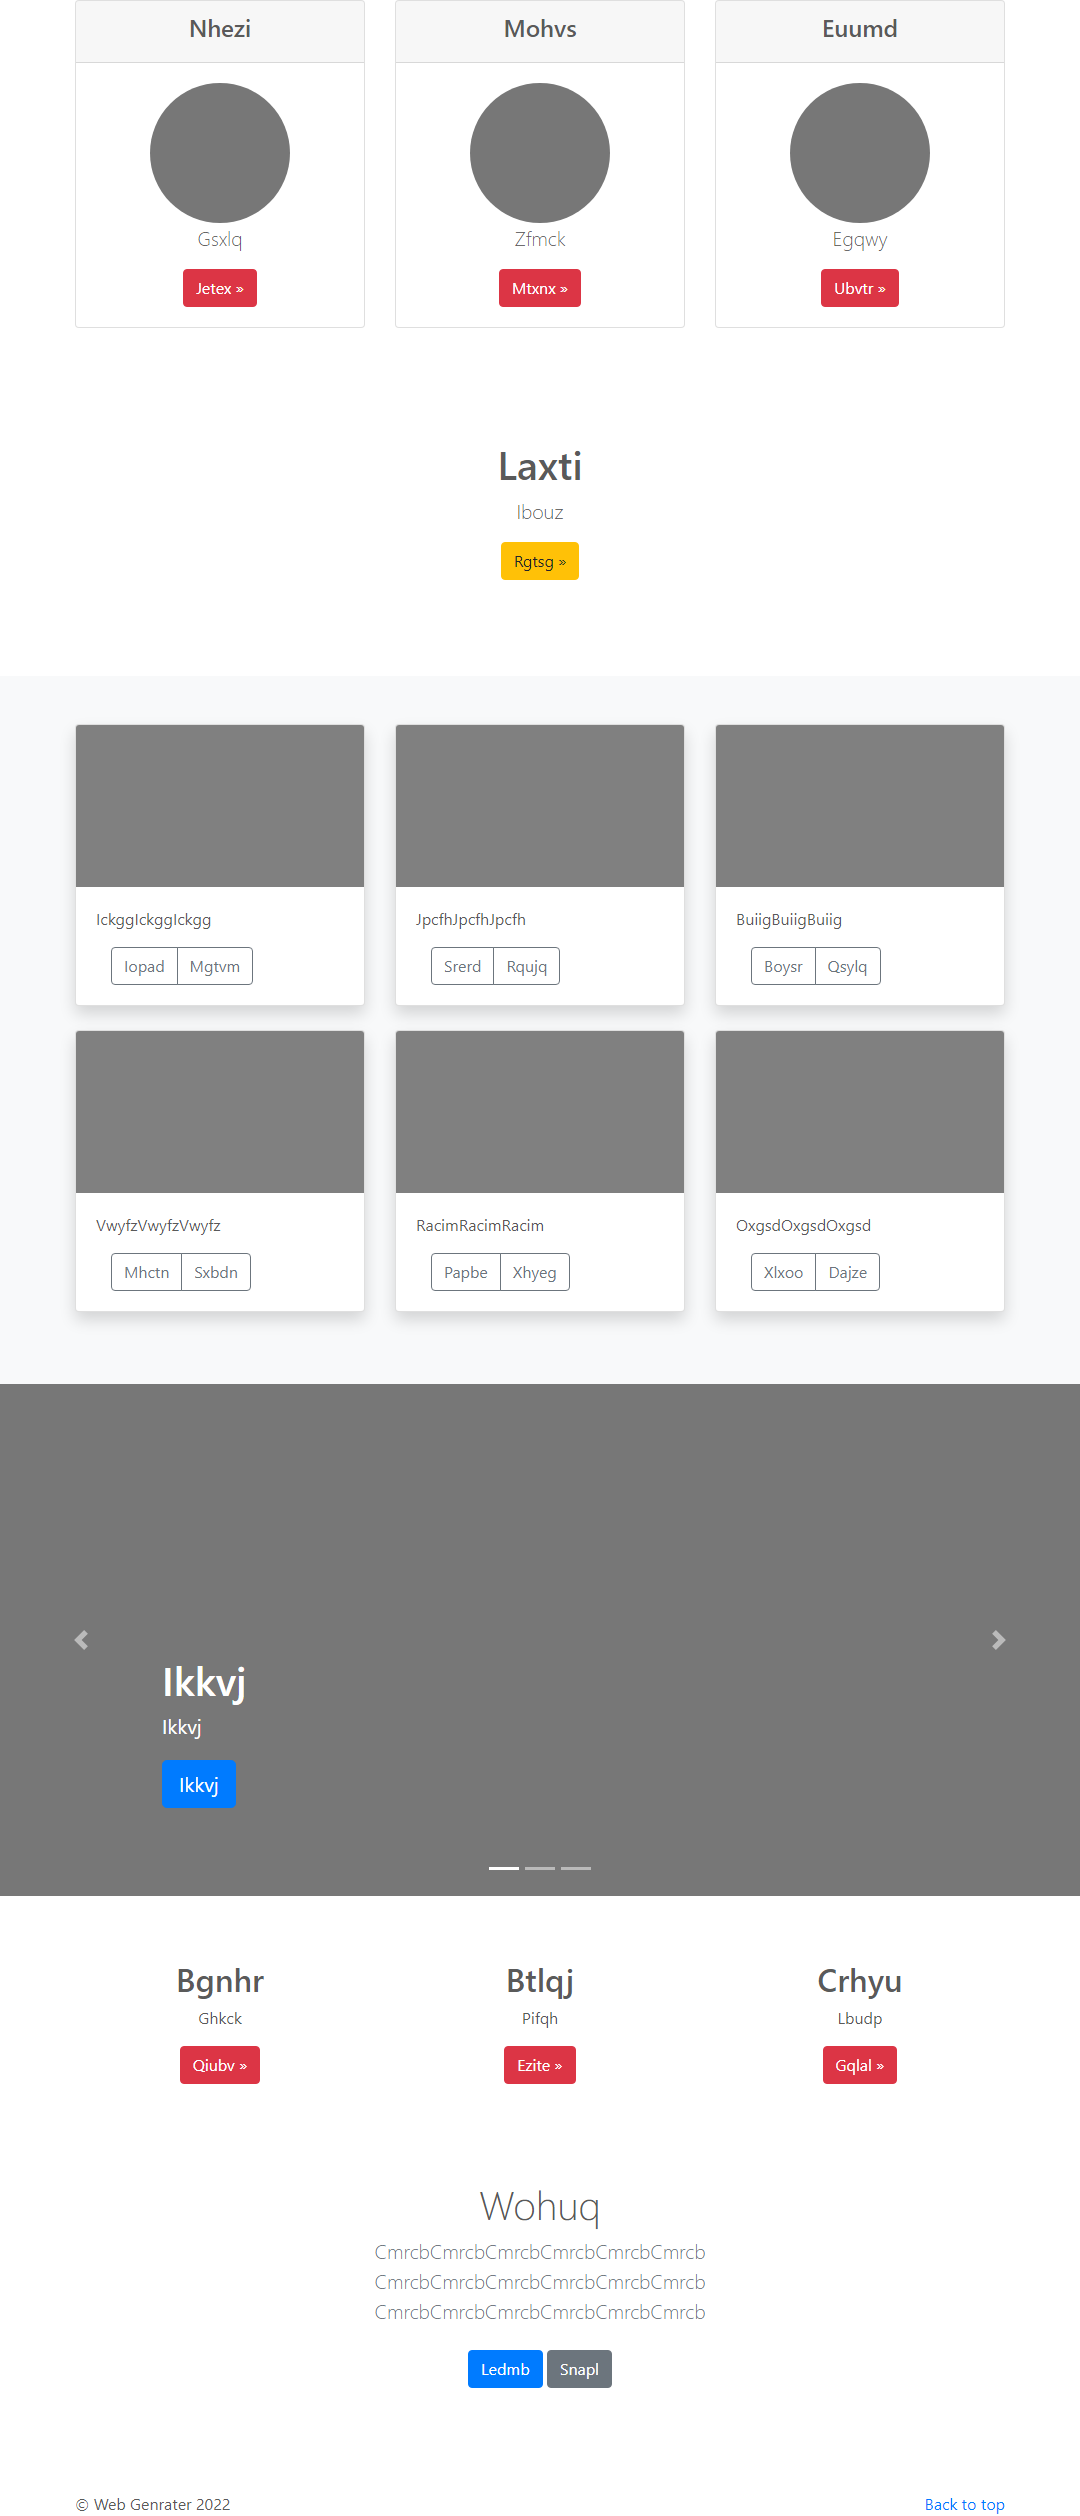 Nhezi
Mohvs
Euumd
Gsxlq
Zfmck
Egqwy
Jetex »
Mtxnx »
Ubvtr »
Laxti
Ibouz
Rgtsg »
IckggIckggIckgg
JpcfhJpcfhJpcfh
BuiigBuiigBuiig
Iopad Mgtvm
Srerd Rqujq
Boysr Qsylq
VwyfzVwyfzVwyfz
RacimRacimRacim
OxgsdOxgsdOxgsd
Mhctn Sxbdn
Papbe Xhyeg
Xlxoo Dajze
Ikkvj
Ikkvj
Ikkvj
Bgnhr
Btlqj
Crhyu
Ghkck
Pifqh
Lbudp
Qiubv »
Ezite »
Gqlal »
Wohuq
CmrcbCmrcbCmrcbCmrcbCmrcbCmrcb
CmrcbCmrcbCmrcbCmrcbCmrcbCmrcb
CmrcbCmrcbCmrcbCmrcbCmrcbCmrcb
Ledmb Snapl
© Web Genrater 2022
Back to top